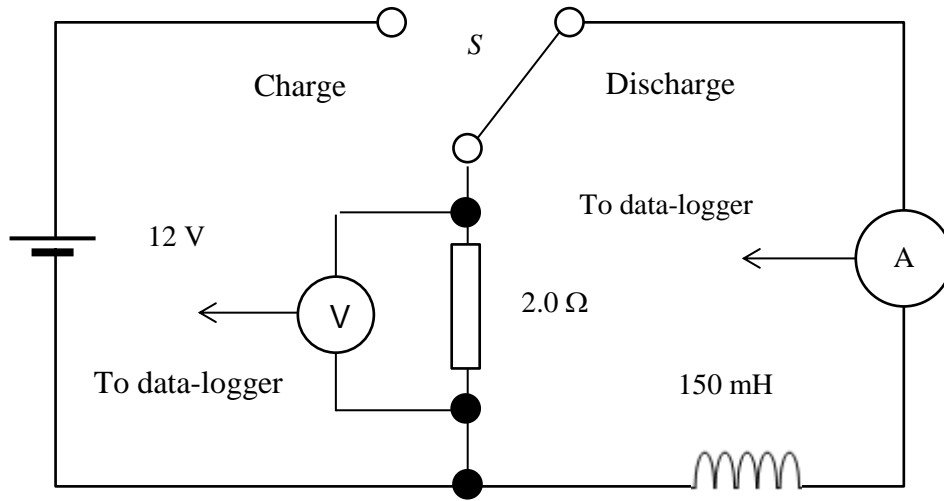 S
Charge
Discharge
To data-logger
12 V
A
2.0 Ω
V
To data-logger
150 mH